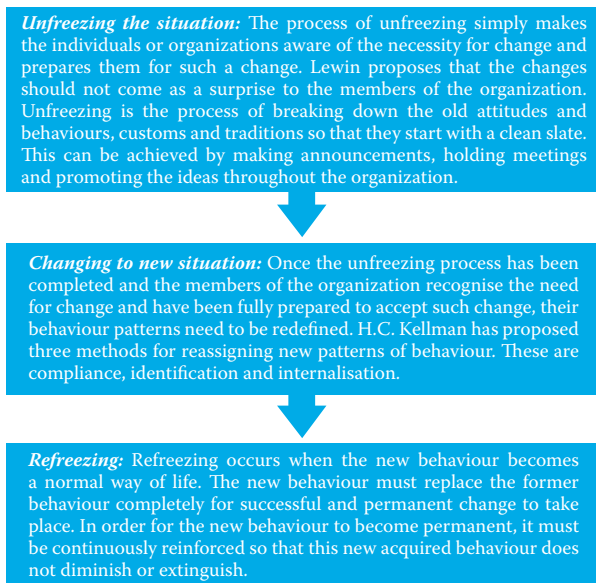 Unfreezing the situation: The process of unfreezing simply makes
the individuals or organizations aware of the necessity for change and
prepares them for such a change. Lewin proposes that the changes
should not come as a surprise to the members of the organization.
Unfreezing is the process of breaking down the old attitudes and
behaviours, customs and traditions so that they start with a clean slate.
This can be achieved by making announcements, holding meetings
and promoting the ideas throughout the organization.
Changing to new situation: Once the unfreezing process has been
completed and the members of the organization recognise the need
for change and have been fully prepared to accept such change, their
behaviour patterns need to be redefined. H.C. Kellman has proposed
three methods for reassigning new patterns of behaviour. These are
compliance, identification and internalisation.
Refreezing: Refreezing occurs when the new behaviour becomes
a normal way of life. The new behaviour must replace the former
behaviour completely for successful and permanent change to take
place. In order for the new behaviour to become permanent, it must
be continuously reinforced so that this new acquired behaviour does
not diminish or extinguish.